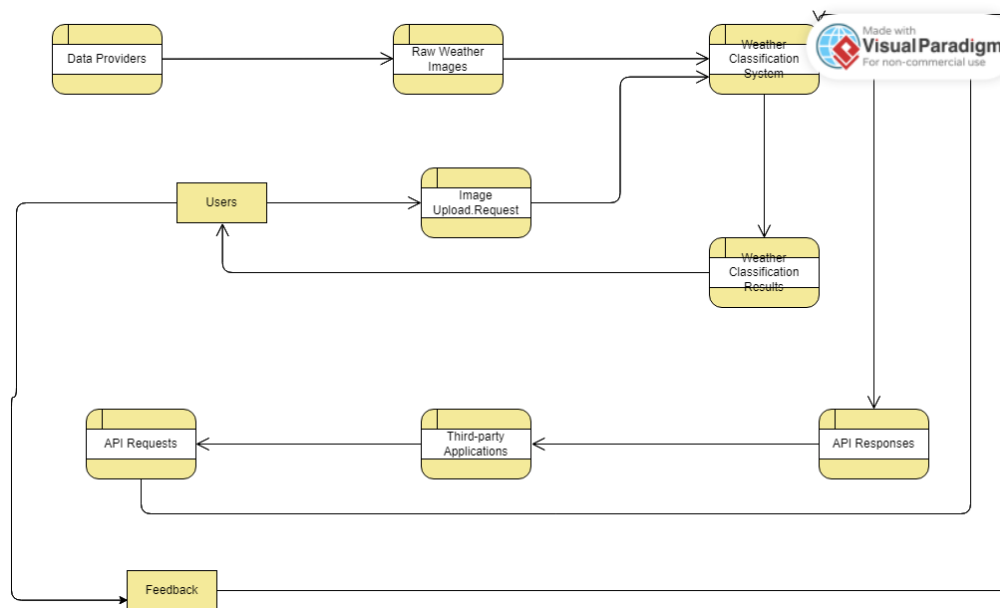 Data Providers
Raw Weather
Images
Weather
Classification
System
Made with
Visual Paradigm
For non-commercial use
Users
Image
Upload.Request
Weather
Classification
Results
API Requests
Third-party
Applications
API Responses
Feedback